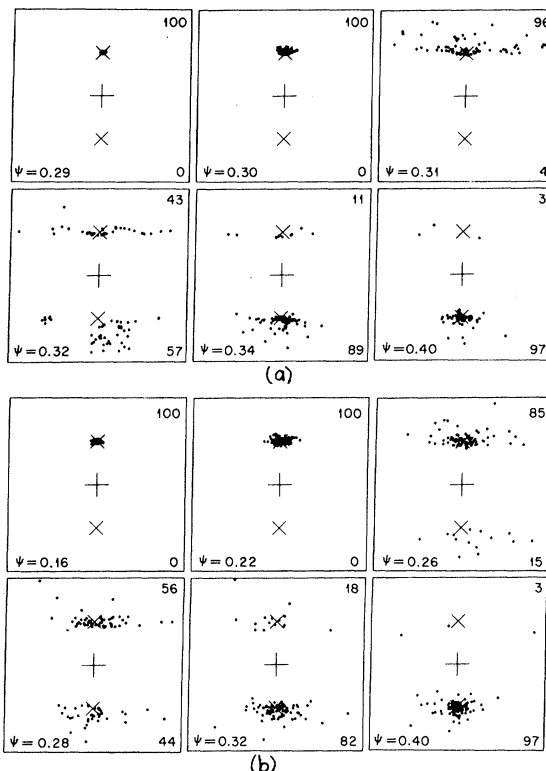 100 100 96
ψ = 0.29 0 ψ = 0.30 0 ψ = 0.31 4
43 11 3
ψ = 0.32 57 ψ = 0.34 89 ψ = 0.40 97
(a)
100 100 85
ψ = 0.16 0 ψ = 0.22 0 ψ = 0.26 15
56 18 3
ψ = 0.28 44 ψ = 0.32 82 ψ = 0.40 97
(b)